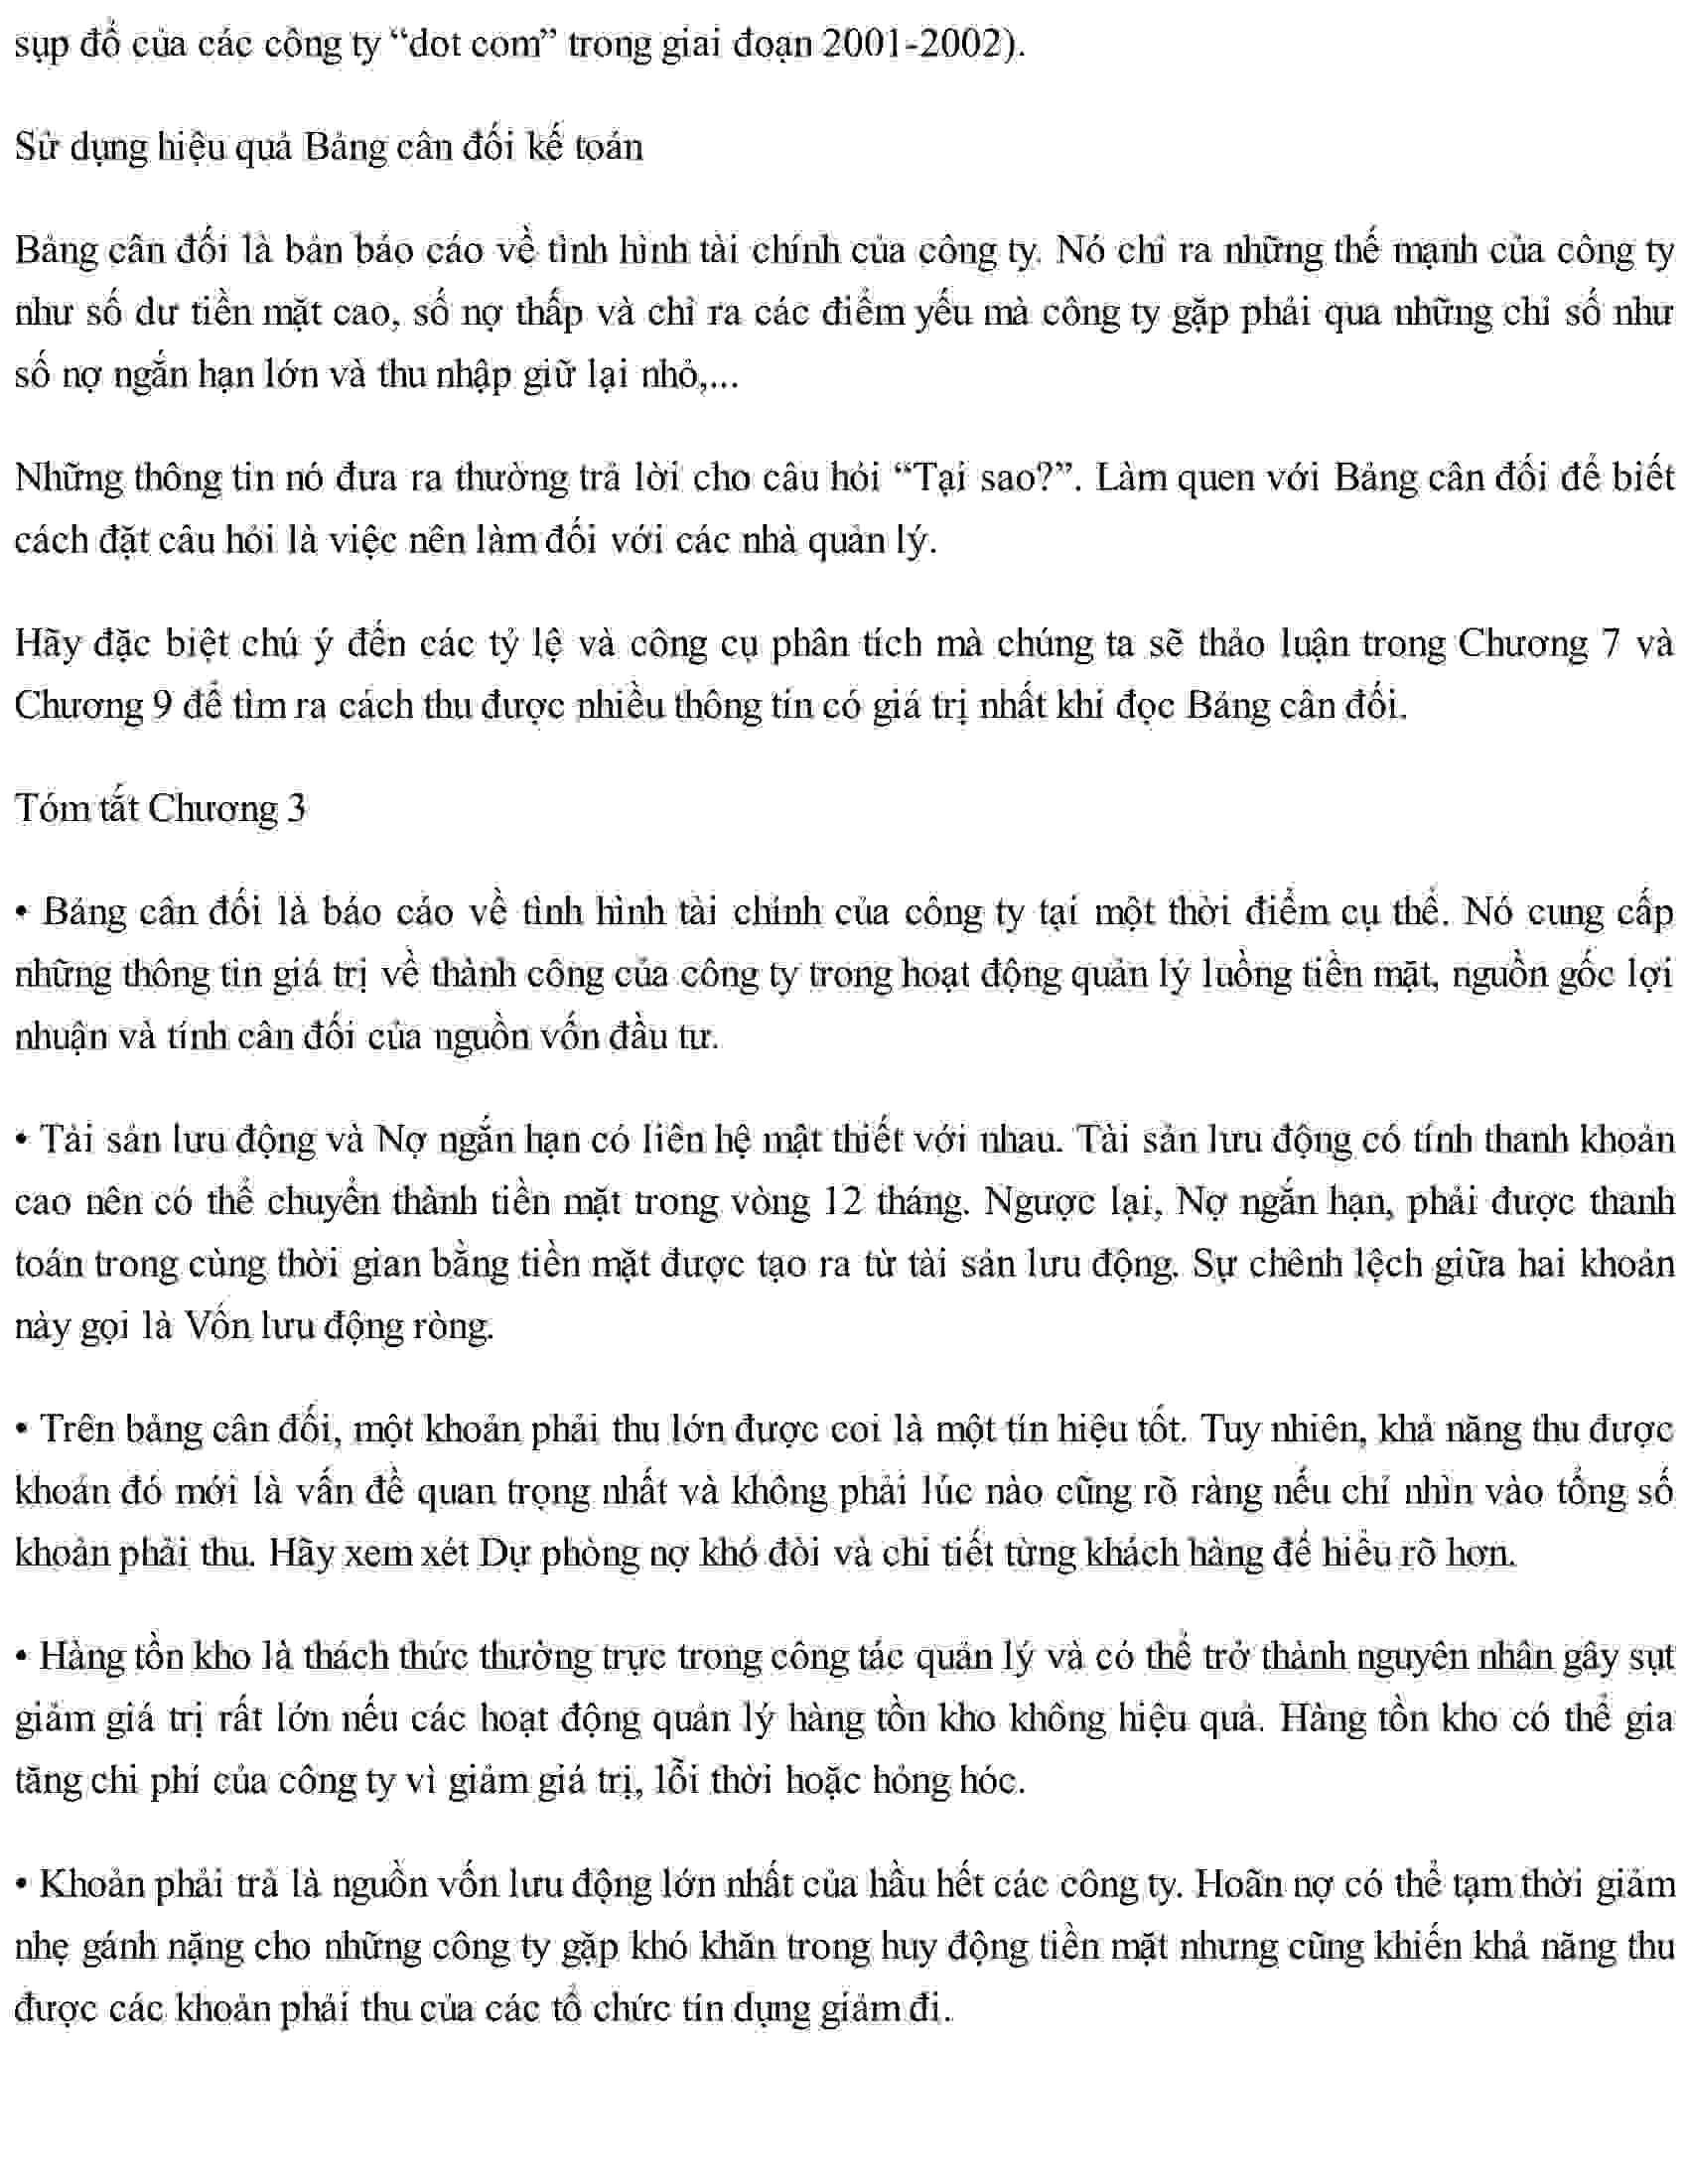 sụp đổ của các công ty “dot com” trong giai đoạn 2001-2002).
Sử dụng hiệu quả Bảng cân đối kế toán
Bảng cân đối là bản báo cáo về tình hình tài chính của công ty. Nó chỉ ra những thế mạnh của công ty
như số dư tiền mặt cao, số nợ thấp và chỉ ra các điểm yếu mà công ty gặp phải qua những chỉ số như
số nợ ngắn hạn lớn và thu nhập giữ lại nhỏ,...
Những thông tin nó đưa ra thường trả lời cho câu hỏi “Tại sao?”. Làm quen với Bảng cân đối để biết
cách đặt câu hỏi là việc nên làm đối với các nhà quản lý.
Hãy đặc biệt chú ý đến các tỷ lệ và công cụ phân tích mà chúng ta sẽ thảo luận trong Chương 7 và
Chương 9 để tìm ra cách thu được nhiều thông tin có giá trị nhất khi đọc Bảng cân đối.
Tóm tắt Chương 3
• Bảng cân đối là báo cáo về tình hình tài chính của công ty tại một thời điểm cụ thể. Nó cung cấp
những thông tin giá trị về thành công của công ty trong hoạt động quản lý luồng tiền mặt, nguồn gốc lợi
nhuận và tính cân đối của nguồn vốn đầu tư.
• Tài sản lưu động và Nợ ngắn hạn có liên hệ mật thiết với nhau. Tài sản lưu động có tính thanh khoản
cao nên có thể chuyển thành tiền mặt trong vòng 12 tháng. Ngược lại, Nợ ngắn hạn, phải được thanh
toán trong cùng thời gian bằng tiền mặt được tạo ra từ tài sản lưu động. Sự chênh lệch giữa hai khoản
này gọi là Vốn lưu động ròng.
• Trên bảng cân đối, một khoản phải thu lớn được coi là một tín hiệu tốt. Tuy nhiên, khả năng thu được
khoản đó mới là vấn đề quan trọng nhất và không phải lúc nào cũng rõ ràng nếu chỉ nhìn vào tổng số
khoản phải thu. Hãy xem xét Dự phòng nợ khó đòi và chi tiết từng khách hàng để hiểu rõ hơn.
• Hàng tồn kho là thách thức thường trực trong công tác quản lý và có thể trở thành nguyên nhân gây sụt
giảm giá trị rất lớn nếu các hoạt động quản lý hàng tồn kho không hiệu quả. Hàng tồn kho có thể gia
tăng chi phí của công ty vì giảm giá trị, lỗi thời hoặc hỏng hóc.
• Khoản phải trả là nguồn vốn lưu động lớn nhất của hầu hết các công ty. Hoãn nợ có thể tạm thời giảm
nhẹ gánh nặng cho những công ty gặp khó khăn trong huy động tiền mặt nhưng cũng khiến khả năng thu
được các khoản phải thu của các tổ chức tín dụng giảm đi.